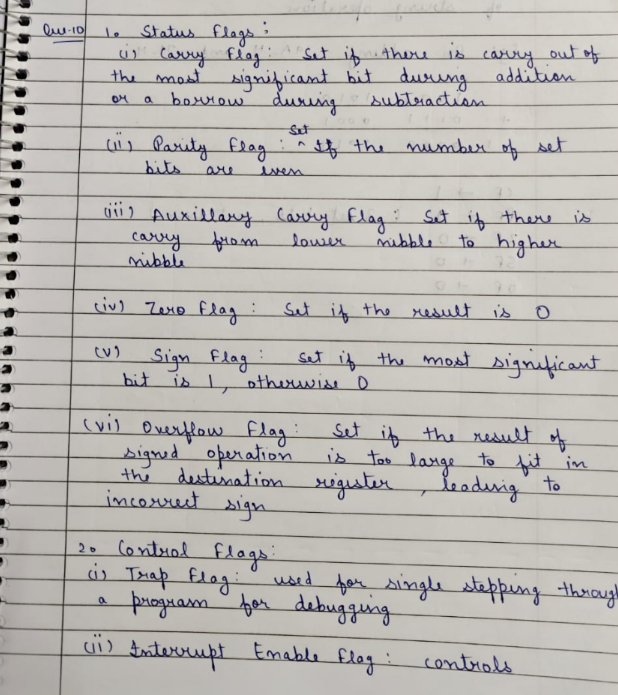 Que.10 1. Status Flags:
(i) Carry Flag: Set if there is carry out of
the most significant bit during addition
or a borrow during subtraction
(ii) Parity Flag: Set If the number of set
bits are even
(iii) Auxillary Carry Flag: Set if there is
carry from lower nibble to higher
nibble
(iv) Zero Flag: Set if the result is 0
(v) Sign Flag: Set if the most significant
bit is 1, otherwise 0
(vi) Overflow Flag: Set if the result of
signed operation is too large to fit in
the destination register, leading to
incorrect sign
2. Control Flags:
(i) Trap Flag: used for single stepping through
a program for debugging
(ii) Interrupt Enable Flag: controls